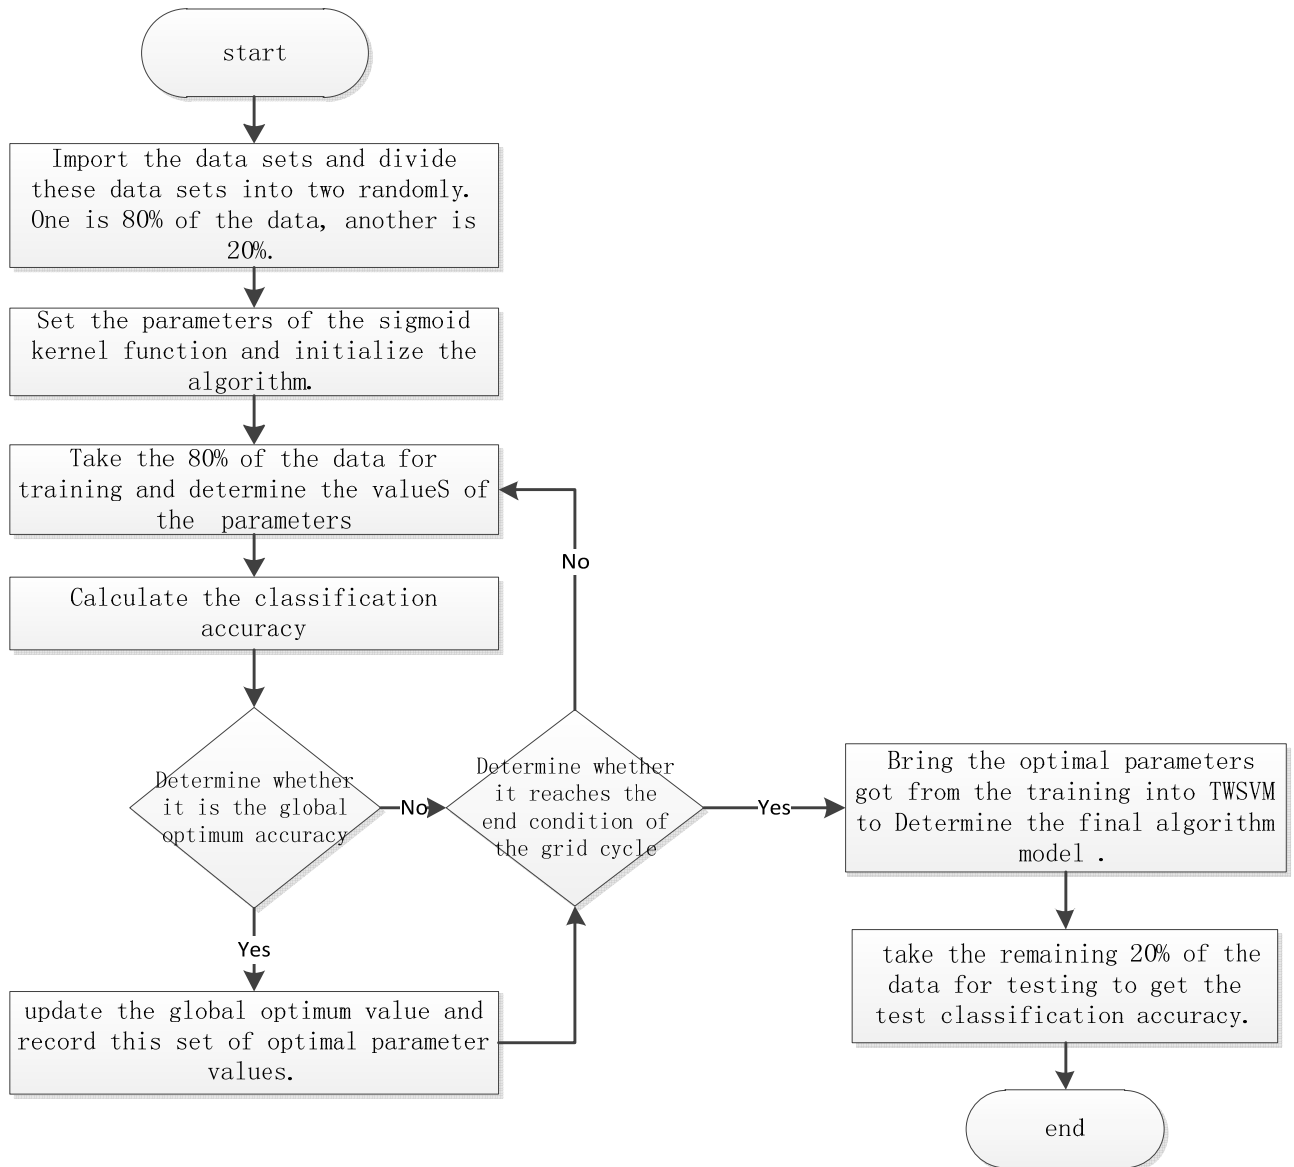 start
Import the data sets and divide
these data sets into two randomly.
One is 80% of the data, another is
20%.
Set the parameters of the sigmoid
kernel function and initialize the
algorithm.
Take the 80% of the data for
training and determine the valueS of
the parameters
Calculate the classification
accuracy
Determine whether
it is the global
optimum accuracy
No
Yes
update the global optimum value and
record this set of optimal parameter
values.
Determine whether
it reaches the
end condition of
the grid cycle
No
Yes
Bring the optimal parameters
got from the training into TWSVM
to Determine the final algorithm
model .
take the remaining 20% of the
data for testing to get the
test classification accuracy.
end